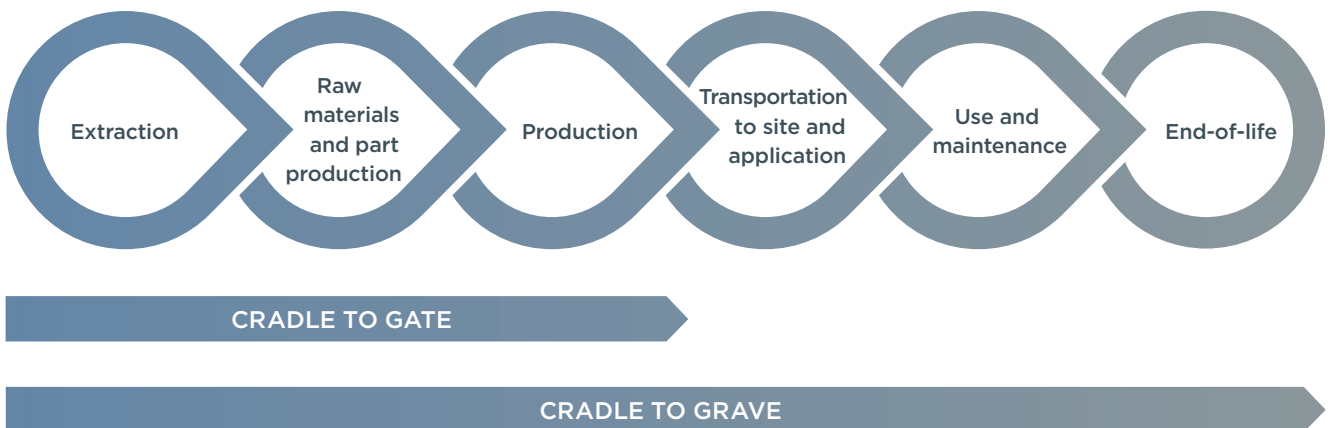 Extraction
Raw
materials
and part
production
Production
Transportation
to site and
application
Use and
maintenance
End-of-life
CRADLE TO GATE
CRADLE TO GRAVE